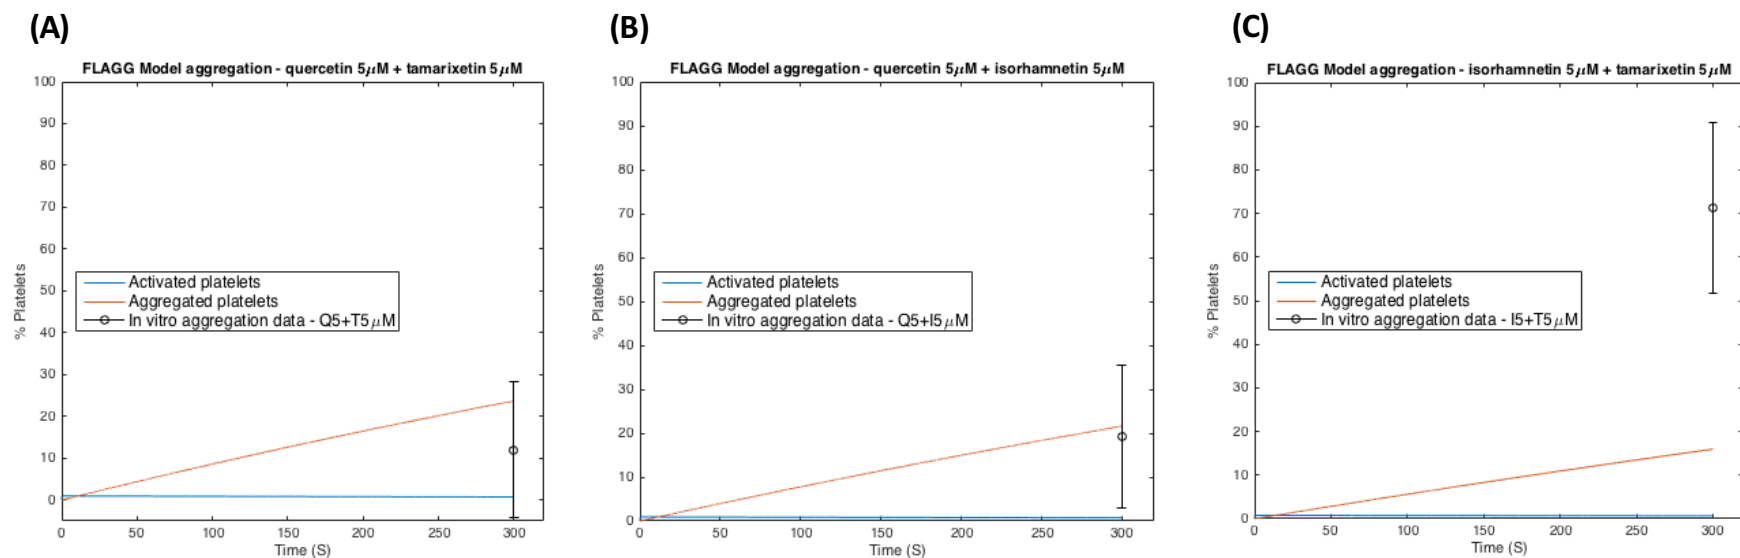 (A)
FLAGG Model aggregation - quercetin 5μM + tamarixetin 5μM
100
90
80
70
60
50
40
30
20
10
0
% Platelets
Activated platelets
Aggregated platelets
In vitro aggregation data - Q5+T5μM
0 50 100 150 200 250 300
Time (S)
(B)
FLAGG Model aggregation - quercetin 5μM + isorhamnetin 5μM
100
90
80
70
60
50
40
30
20
10
0
% Platelets
Activated platelets
Aggregated platelets
In vitro aggregation data - Q5+I5μM
0 50 100 150 200 250 300
Time (S)
(C)
FLAGG Model aggregation - isorhamnetin 5μM + tamarixetin 5μM
100
90
80
70
60
50
40
30
20
10
0
% Platelets
Activated platelets
Aggregated platelets
In vitro aggregation data - I5+T5μM
0 50 100 150 200 250 300
Time (S)